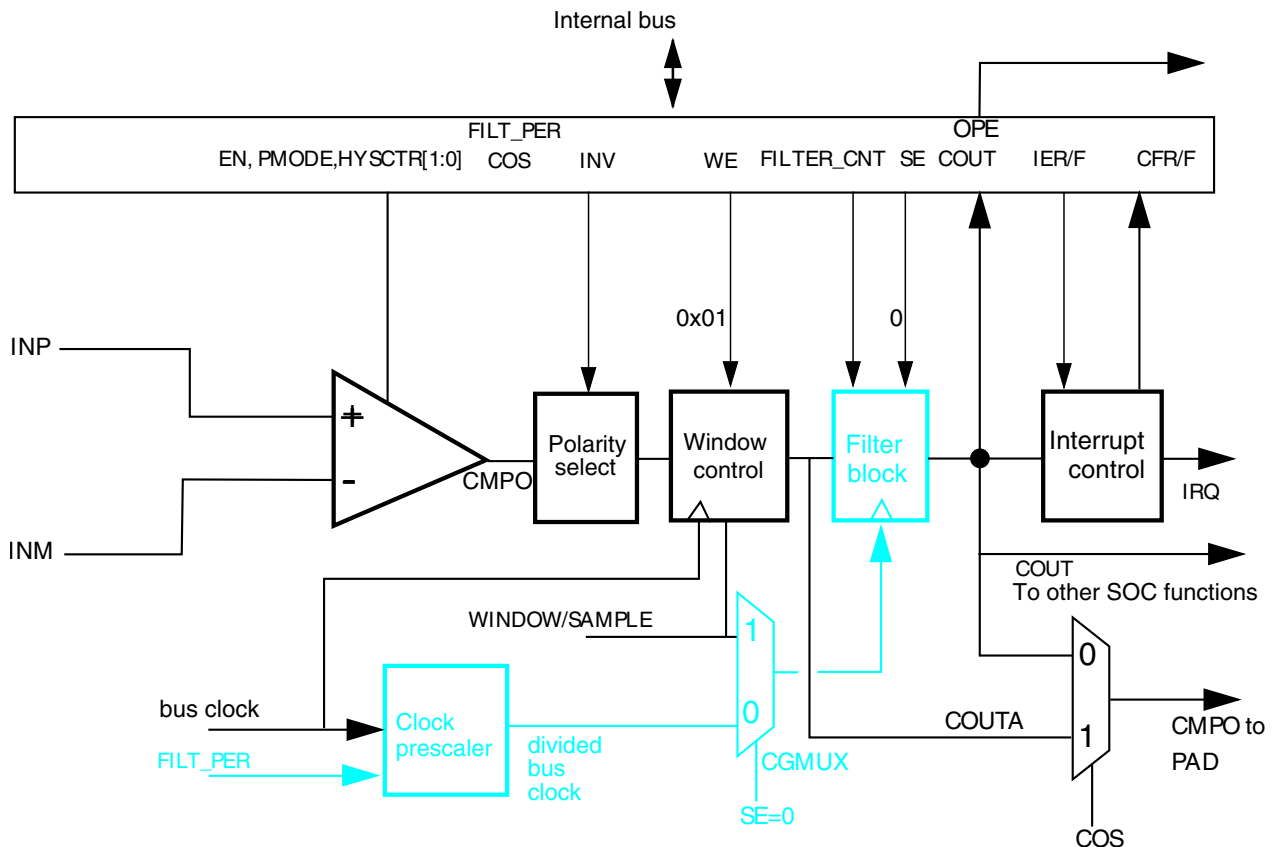 Internal bus
FILT_PER
OPE
EN, PMODE,HYSCTR[1:0]
COS
INV
WE
FILTER_CNT
SE
COUT
IER/F
CFR/F
0x01
0
INP
+
-
INM
CMPO
Polarity
select
Window
control
Filter
block
Interrupt
control
IRQ
COUT
To other SOC functions
WINDOW/SAMPLE
1
0
0
1
bus clock
FILT_PER
Clock
prescaler
divided
bus
clock
CGMUX
SE=0
COUTA
CMPO to
PAD
COS